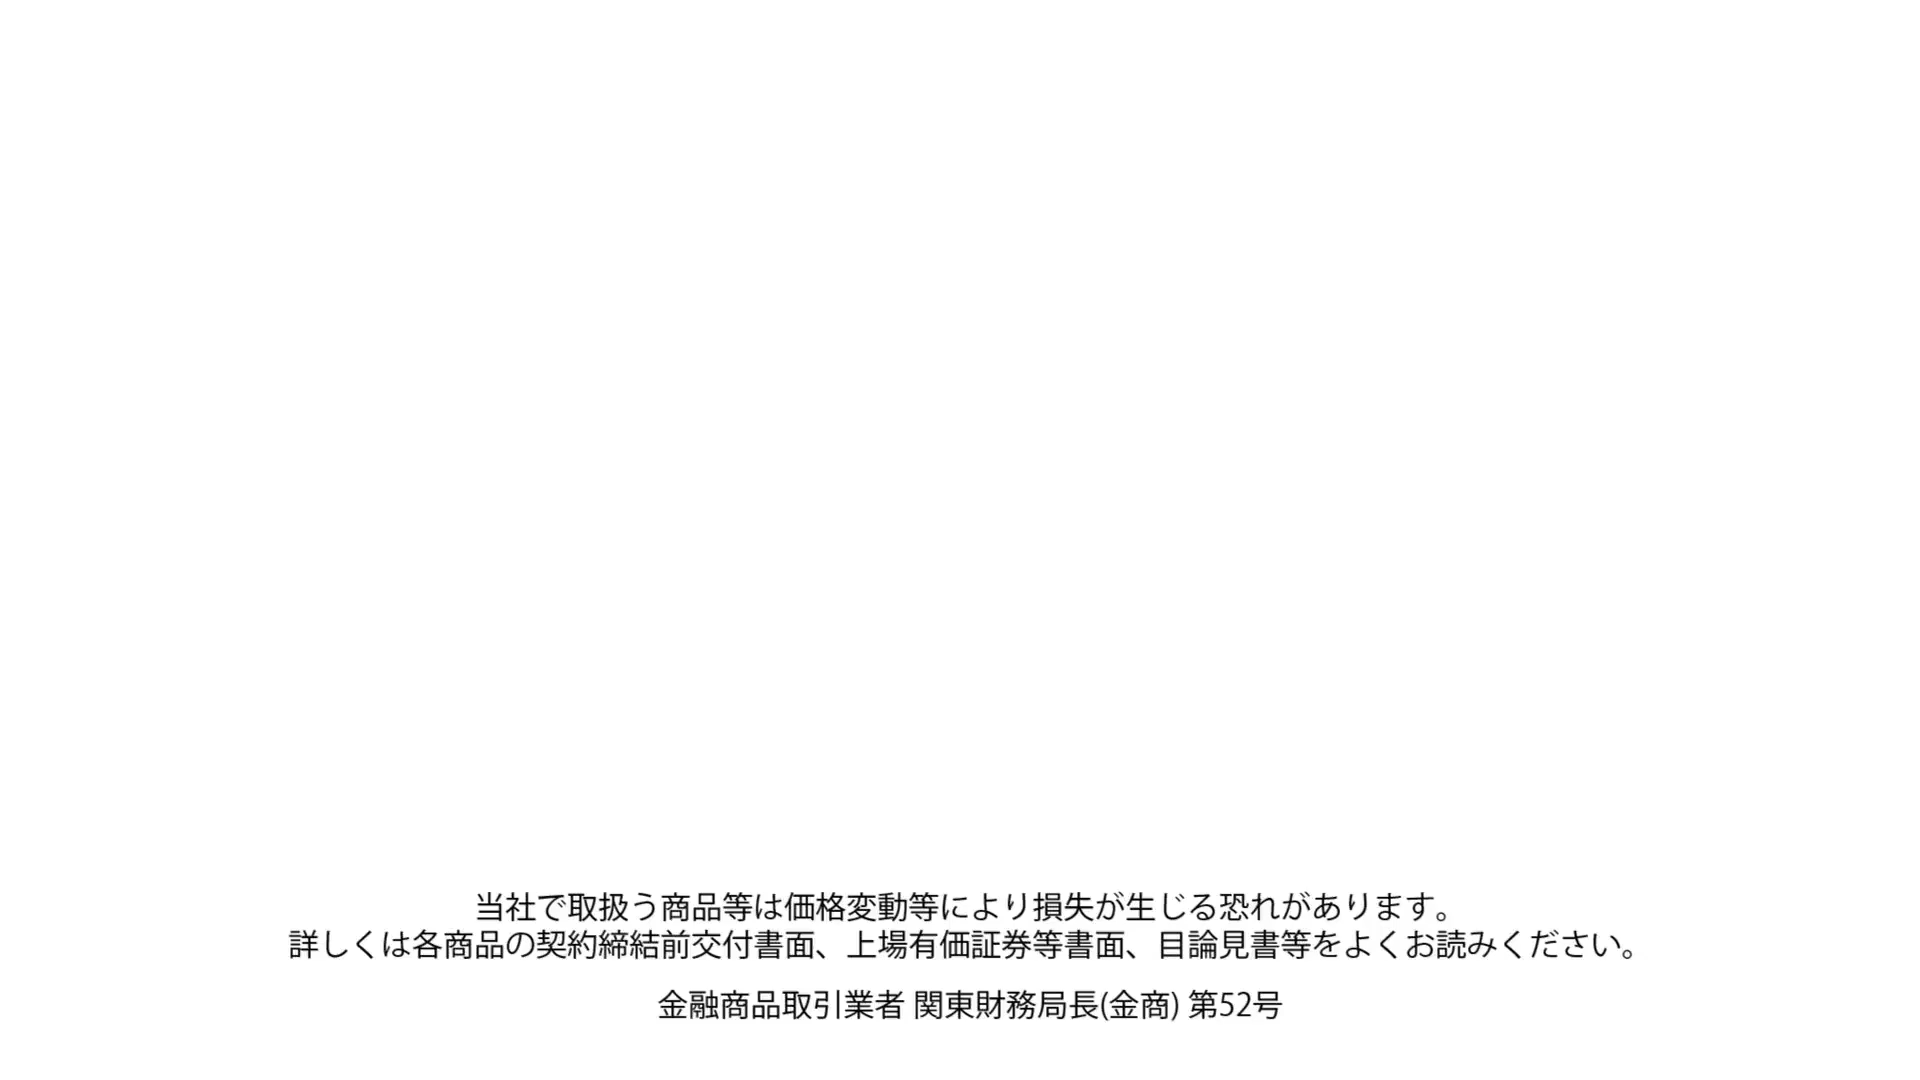 当社で取扱う商品等は価格変動等により損失が生じる恐れがあります。
詳しくは各商品の契約締結前交付書面、上場有価証券等書面、目論見書等をよくお読みください。
金融商品取引業者 関東財務局長(金商) 第52号